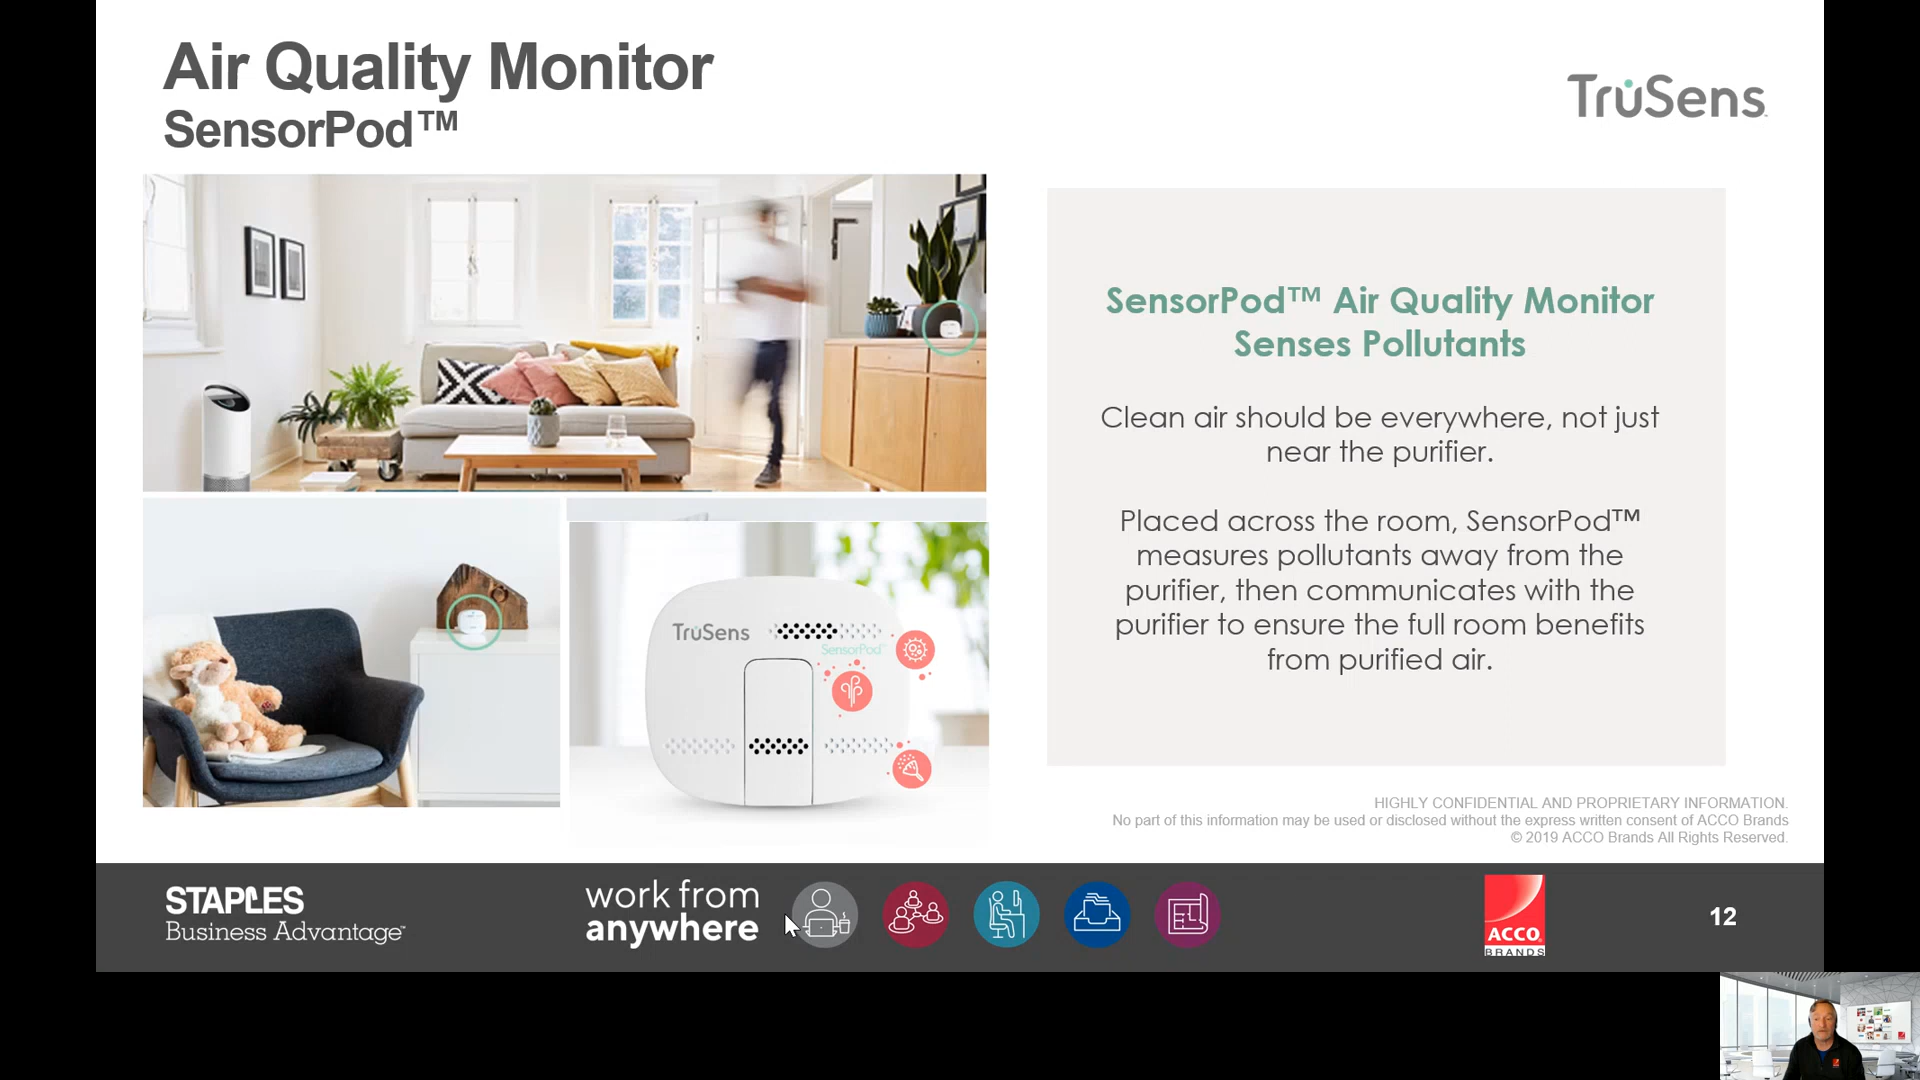 Air Quality Monitor
SensorPod™
TruSens
SensorPod™ Air Quality Monitor
Senses Pollutants
Clean air should be everywhere, not just
near the purifier.
Placed across the room, SensorPod™
measures pollutants away from the
purifier, then communicates with the
purifier to ensure the full room benefits
from purified air.
TruSens
SensorPod™
HIGHLY CONFIDENTIAL AND PROPRIETARY INFORMATION.
No part of this information may be used or disclosed without the express written consent of ACCO Brands
© 2019 ACCO Brands All Rights Reserved.
STAPLES
Business Advantage™
work from
anywhere
ACCO
BRANDS
12